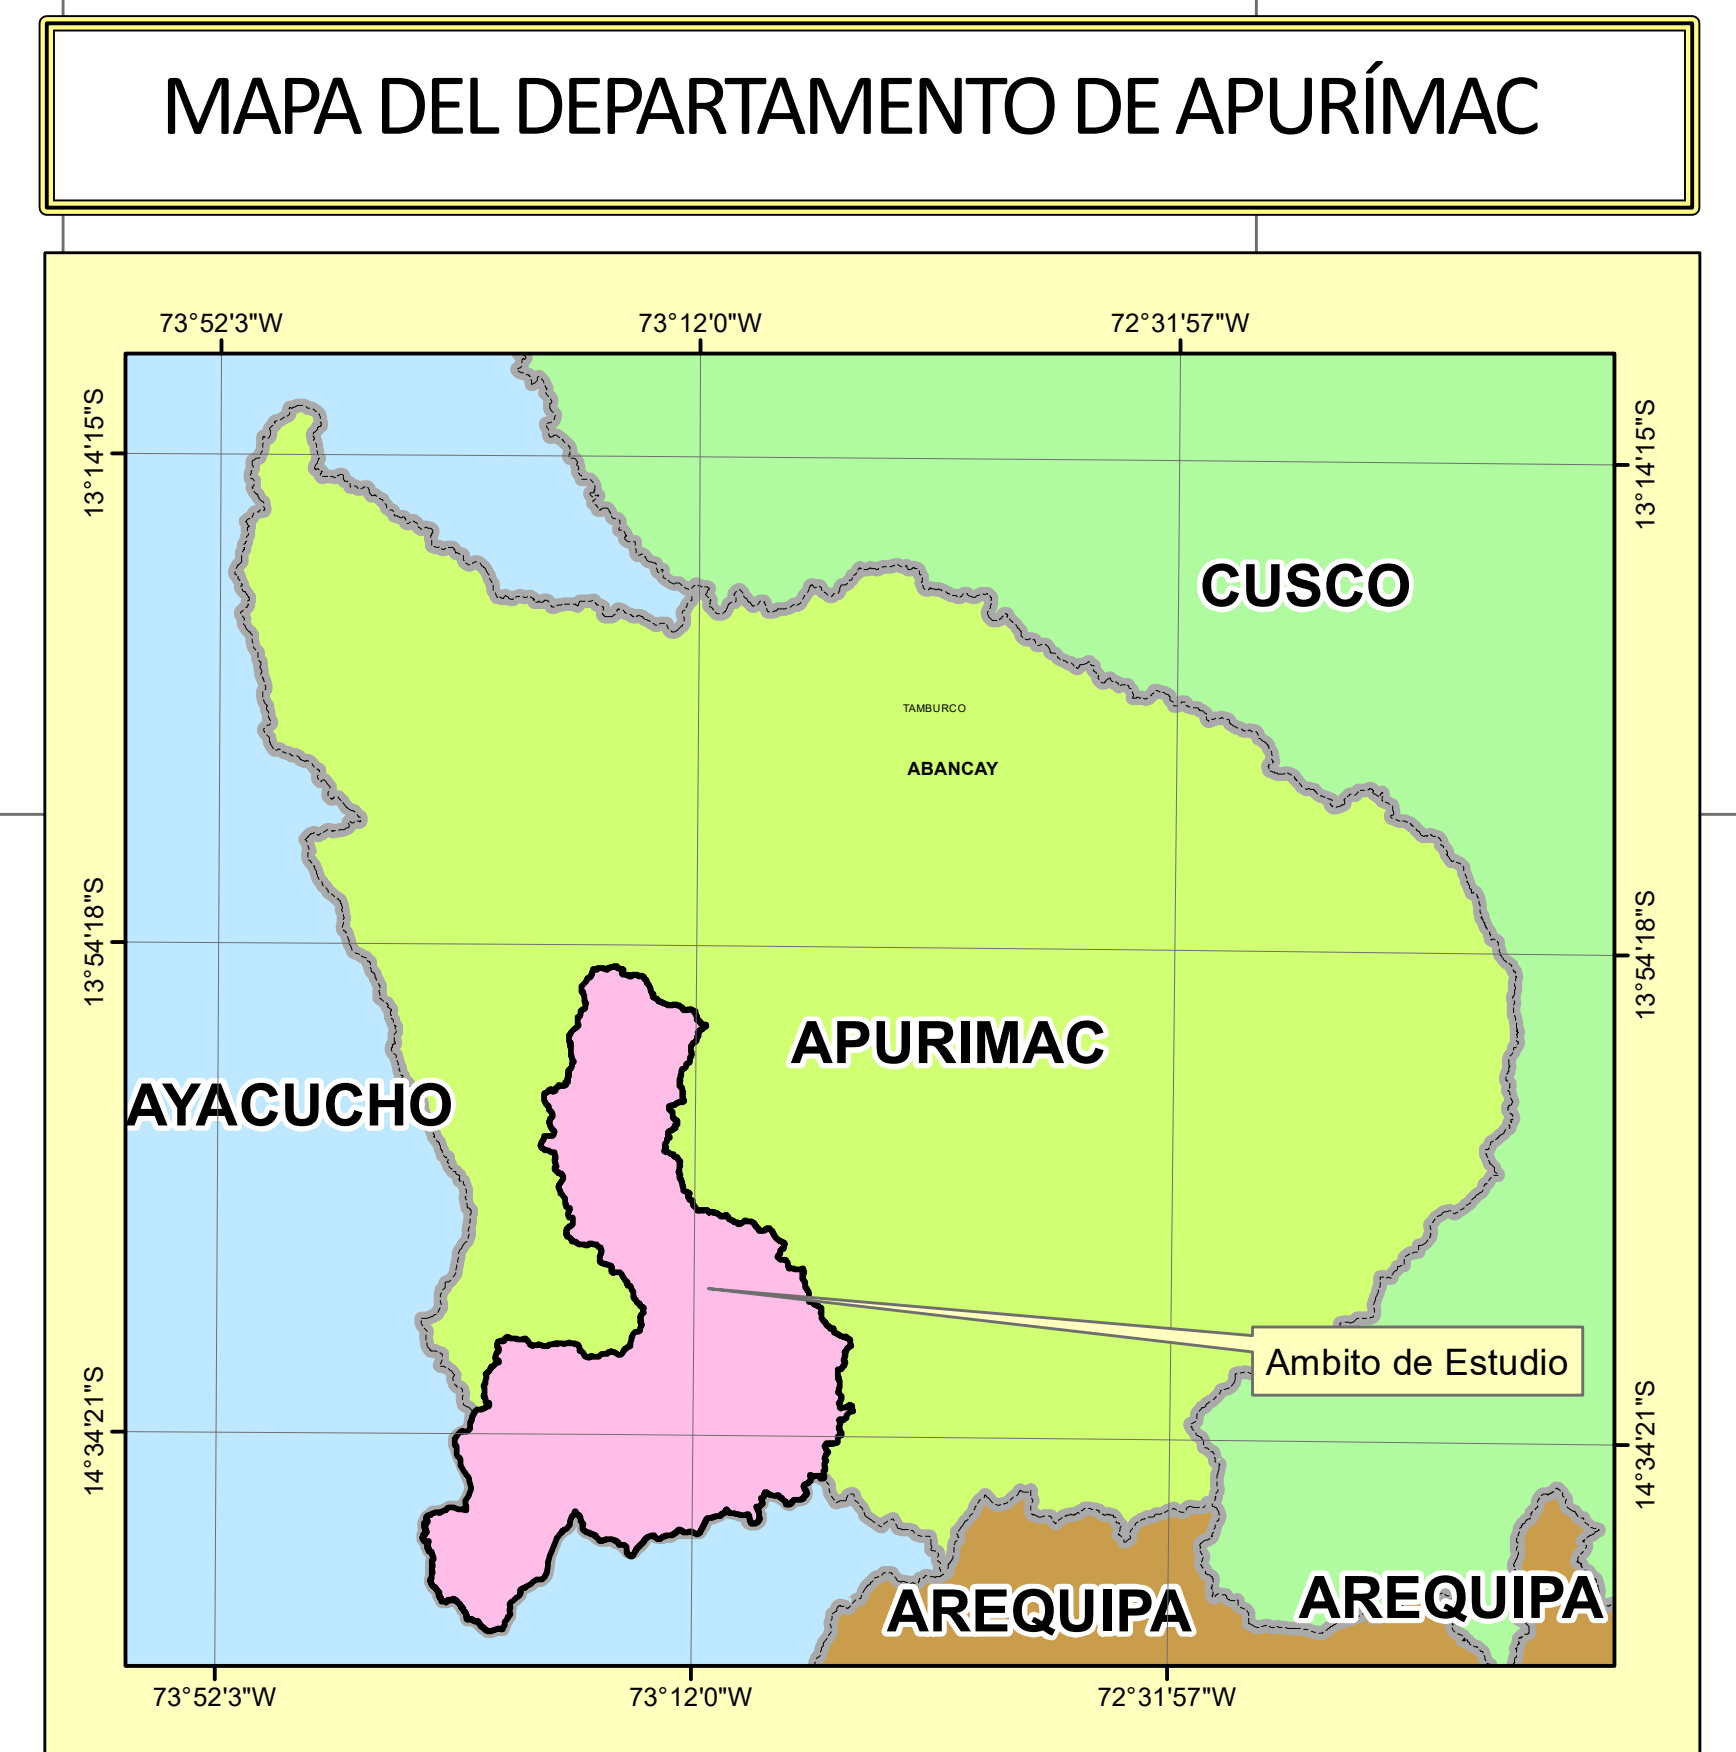 MAPA DEL DEPARTAMENTO DE APURÍMAC
73°52'3"W
73°12'0"W
72°31'57"W
13°14'15"S
13°14'15"S
CUSCO
TAMBURCO
ABANCAY
13°54'18"S
13°54'18"S
APURIMAC
AYACUCHO
Ambito de Estudio
14°34'21"S
14°34'21"S
AREQUIPA
AREQUIPA
73°52'3"W
73°12'0"W
72°31'57"W